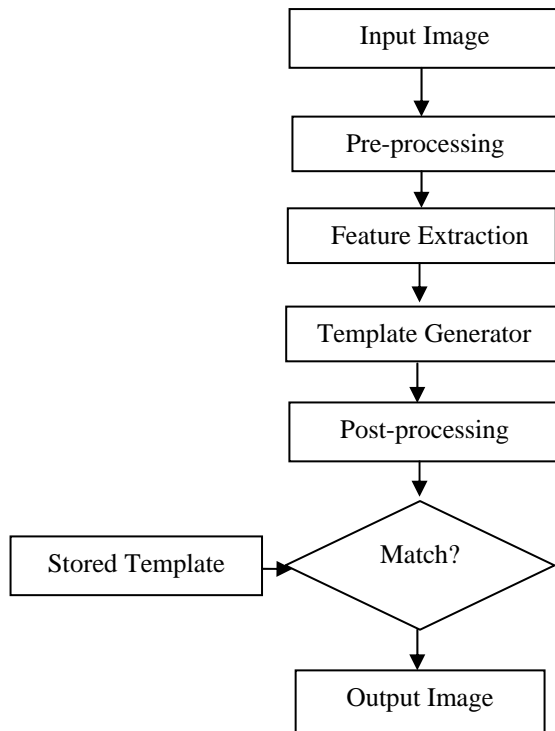 Input Image
Pre-processing
Feature Extraction
Template Generator
Post-processing
Match?
Stored Template
Output Image